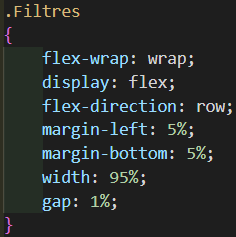 .Filtres
{
flex-wrap: wrap;
display: flex;
flex-direction: row;
margin-left: 5%;
margin-bottom: 5%;
width: 95%;
gap: 1%;
}